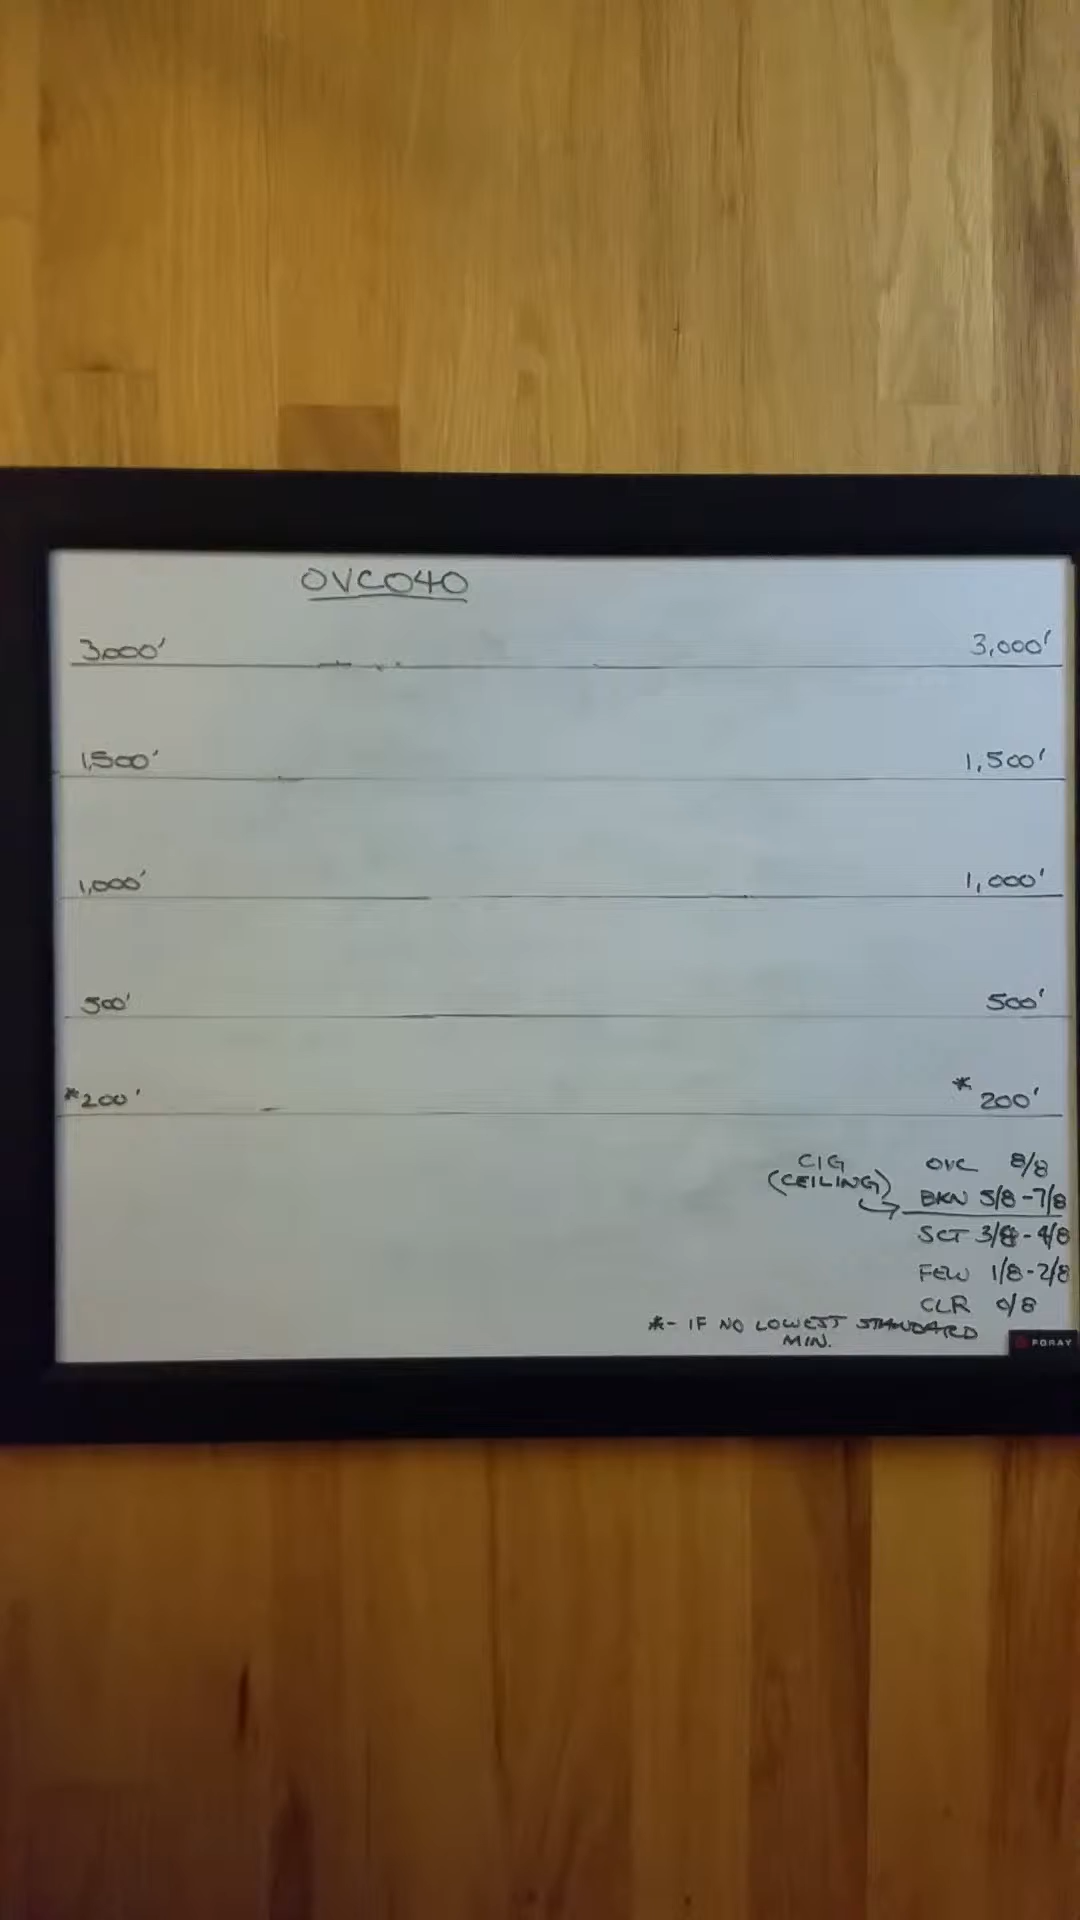 OVC040
3,000' 3,000'
1,500' 1,500'
1,000' 1,000'
500' 500'
*200' *200'
CIG OVC 8/8
(CEILING) BKN 5/8-7/8
SCT 3/8-4/8
FEW 1/8-2/8
CLR 0/8
*- IF NO LOWEST STANDARD
MIN.
FORAY